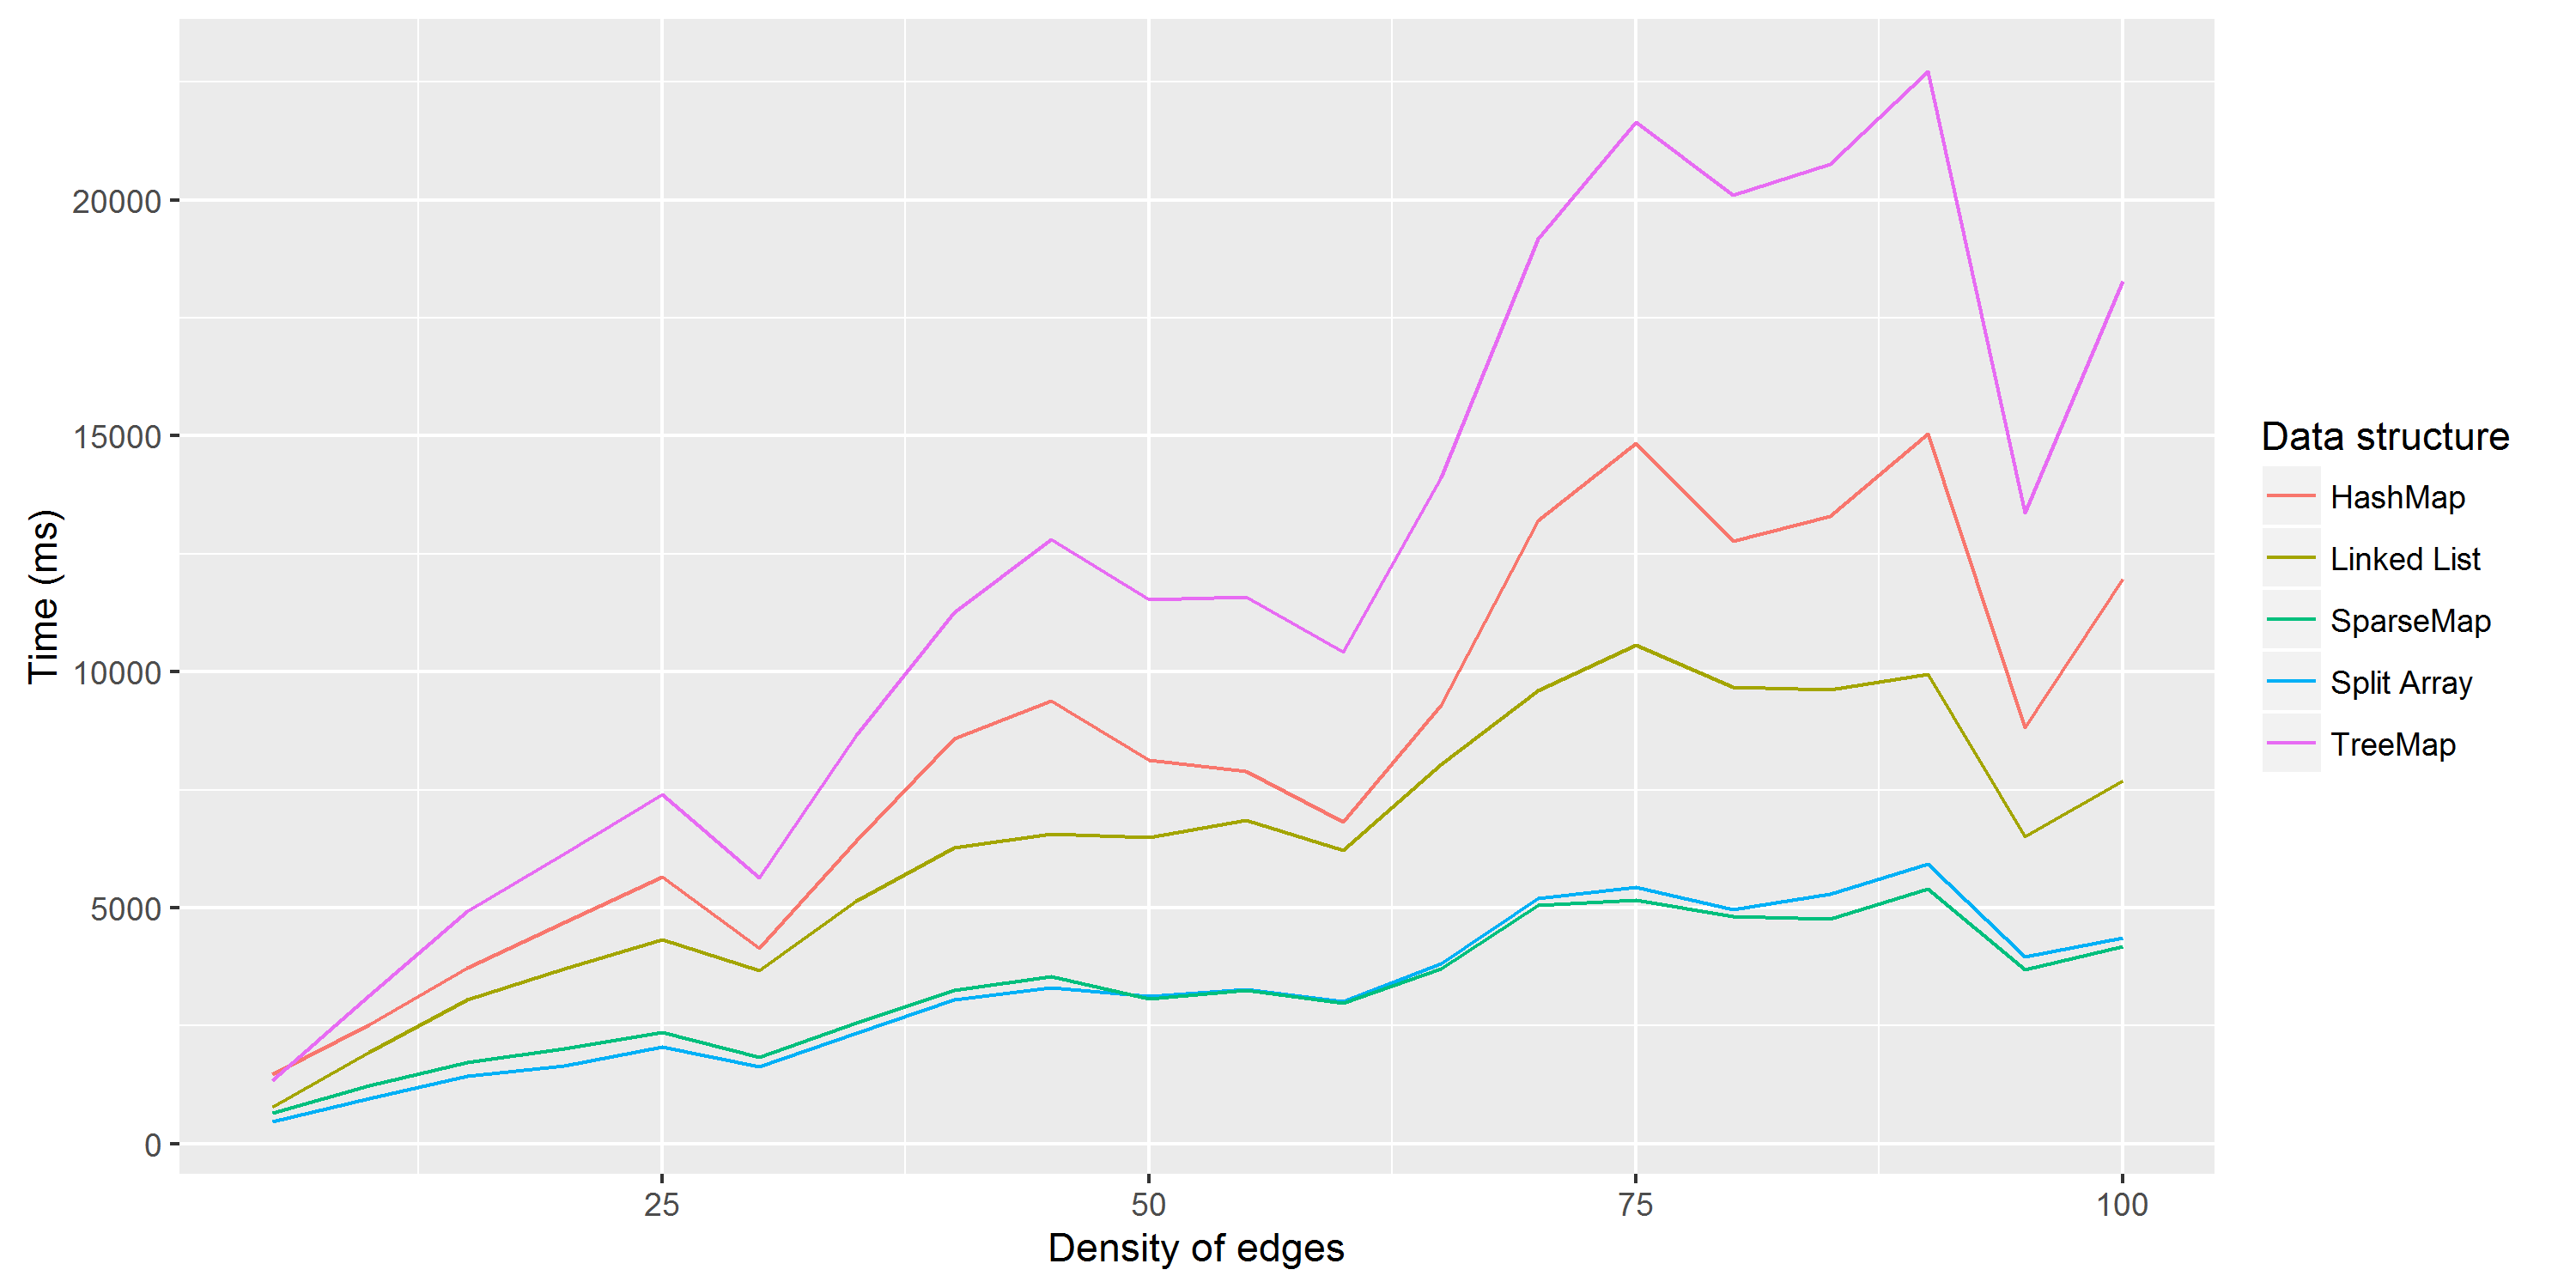 Time (ms)
20000
15000
10000
5000
0
25
50
75
100
Density of edges
Data structure
HashMap
Linked List
SparseMap
Split Array
TreeMap